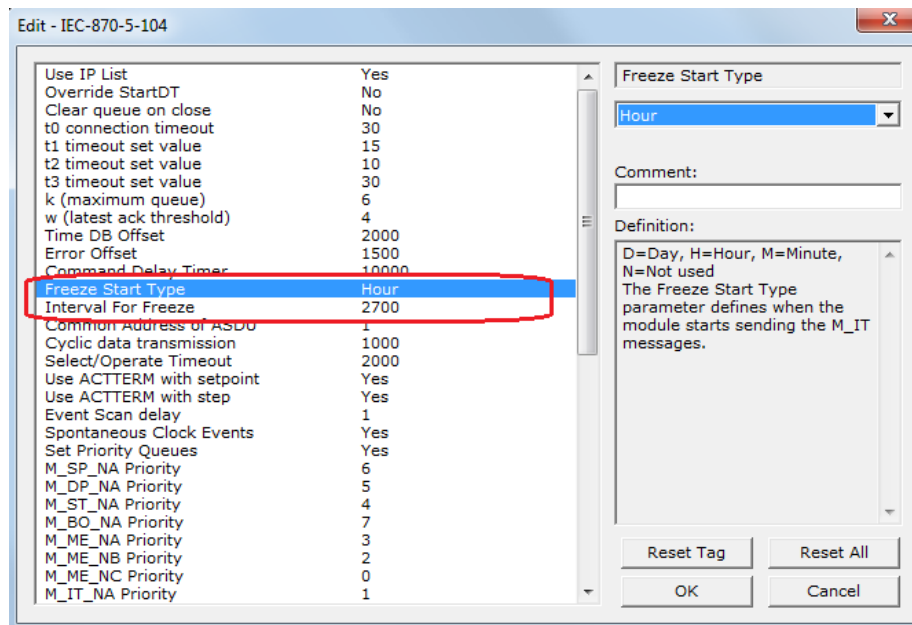 Edit - IEC-870-5-104
Use IP List Yes
Override StartDT No
Clear queue on close No
t0 connection timeout 30
t1 timeout set value 15
t2 timeout set value 10
t3 timeout set value 30
k (maximum queue) 6
w (latest ack threshold) 4
Time DB Offset 2000
Error Offset 1500
Command Delay Timer 10000
Freeze Start Type Hour
Interval For Freeze 2700
Common Address of ASDU 1
Cyclic data transmission 1000
Select/Operate Timeout 2000
Use ACTTERM with setpoint Yes
Use ACTTERM with step Yes
Event Scan delay 1
Spontaneous Clock Events Yes
Set Priority Queues Yes
M_SP_NA Priority 6
M_DP_NA Priority 5
M_ST_NA Priority 4
M_BO_NA Priority 7
M_ME_NA Priority 3
M_ME_NB Priority 2
M_ME_NC Priority 0
M_IT_NA Priority 1
Freeze Start Type
Hour
Comment:
Definition:
D=Day, H=Hour, M=Minute,
N=Not used
The Freeze Start Type
parameter defines when the
module starts sending the M_IT
messages.
Reset Tag Reset All
OK Cancel